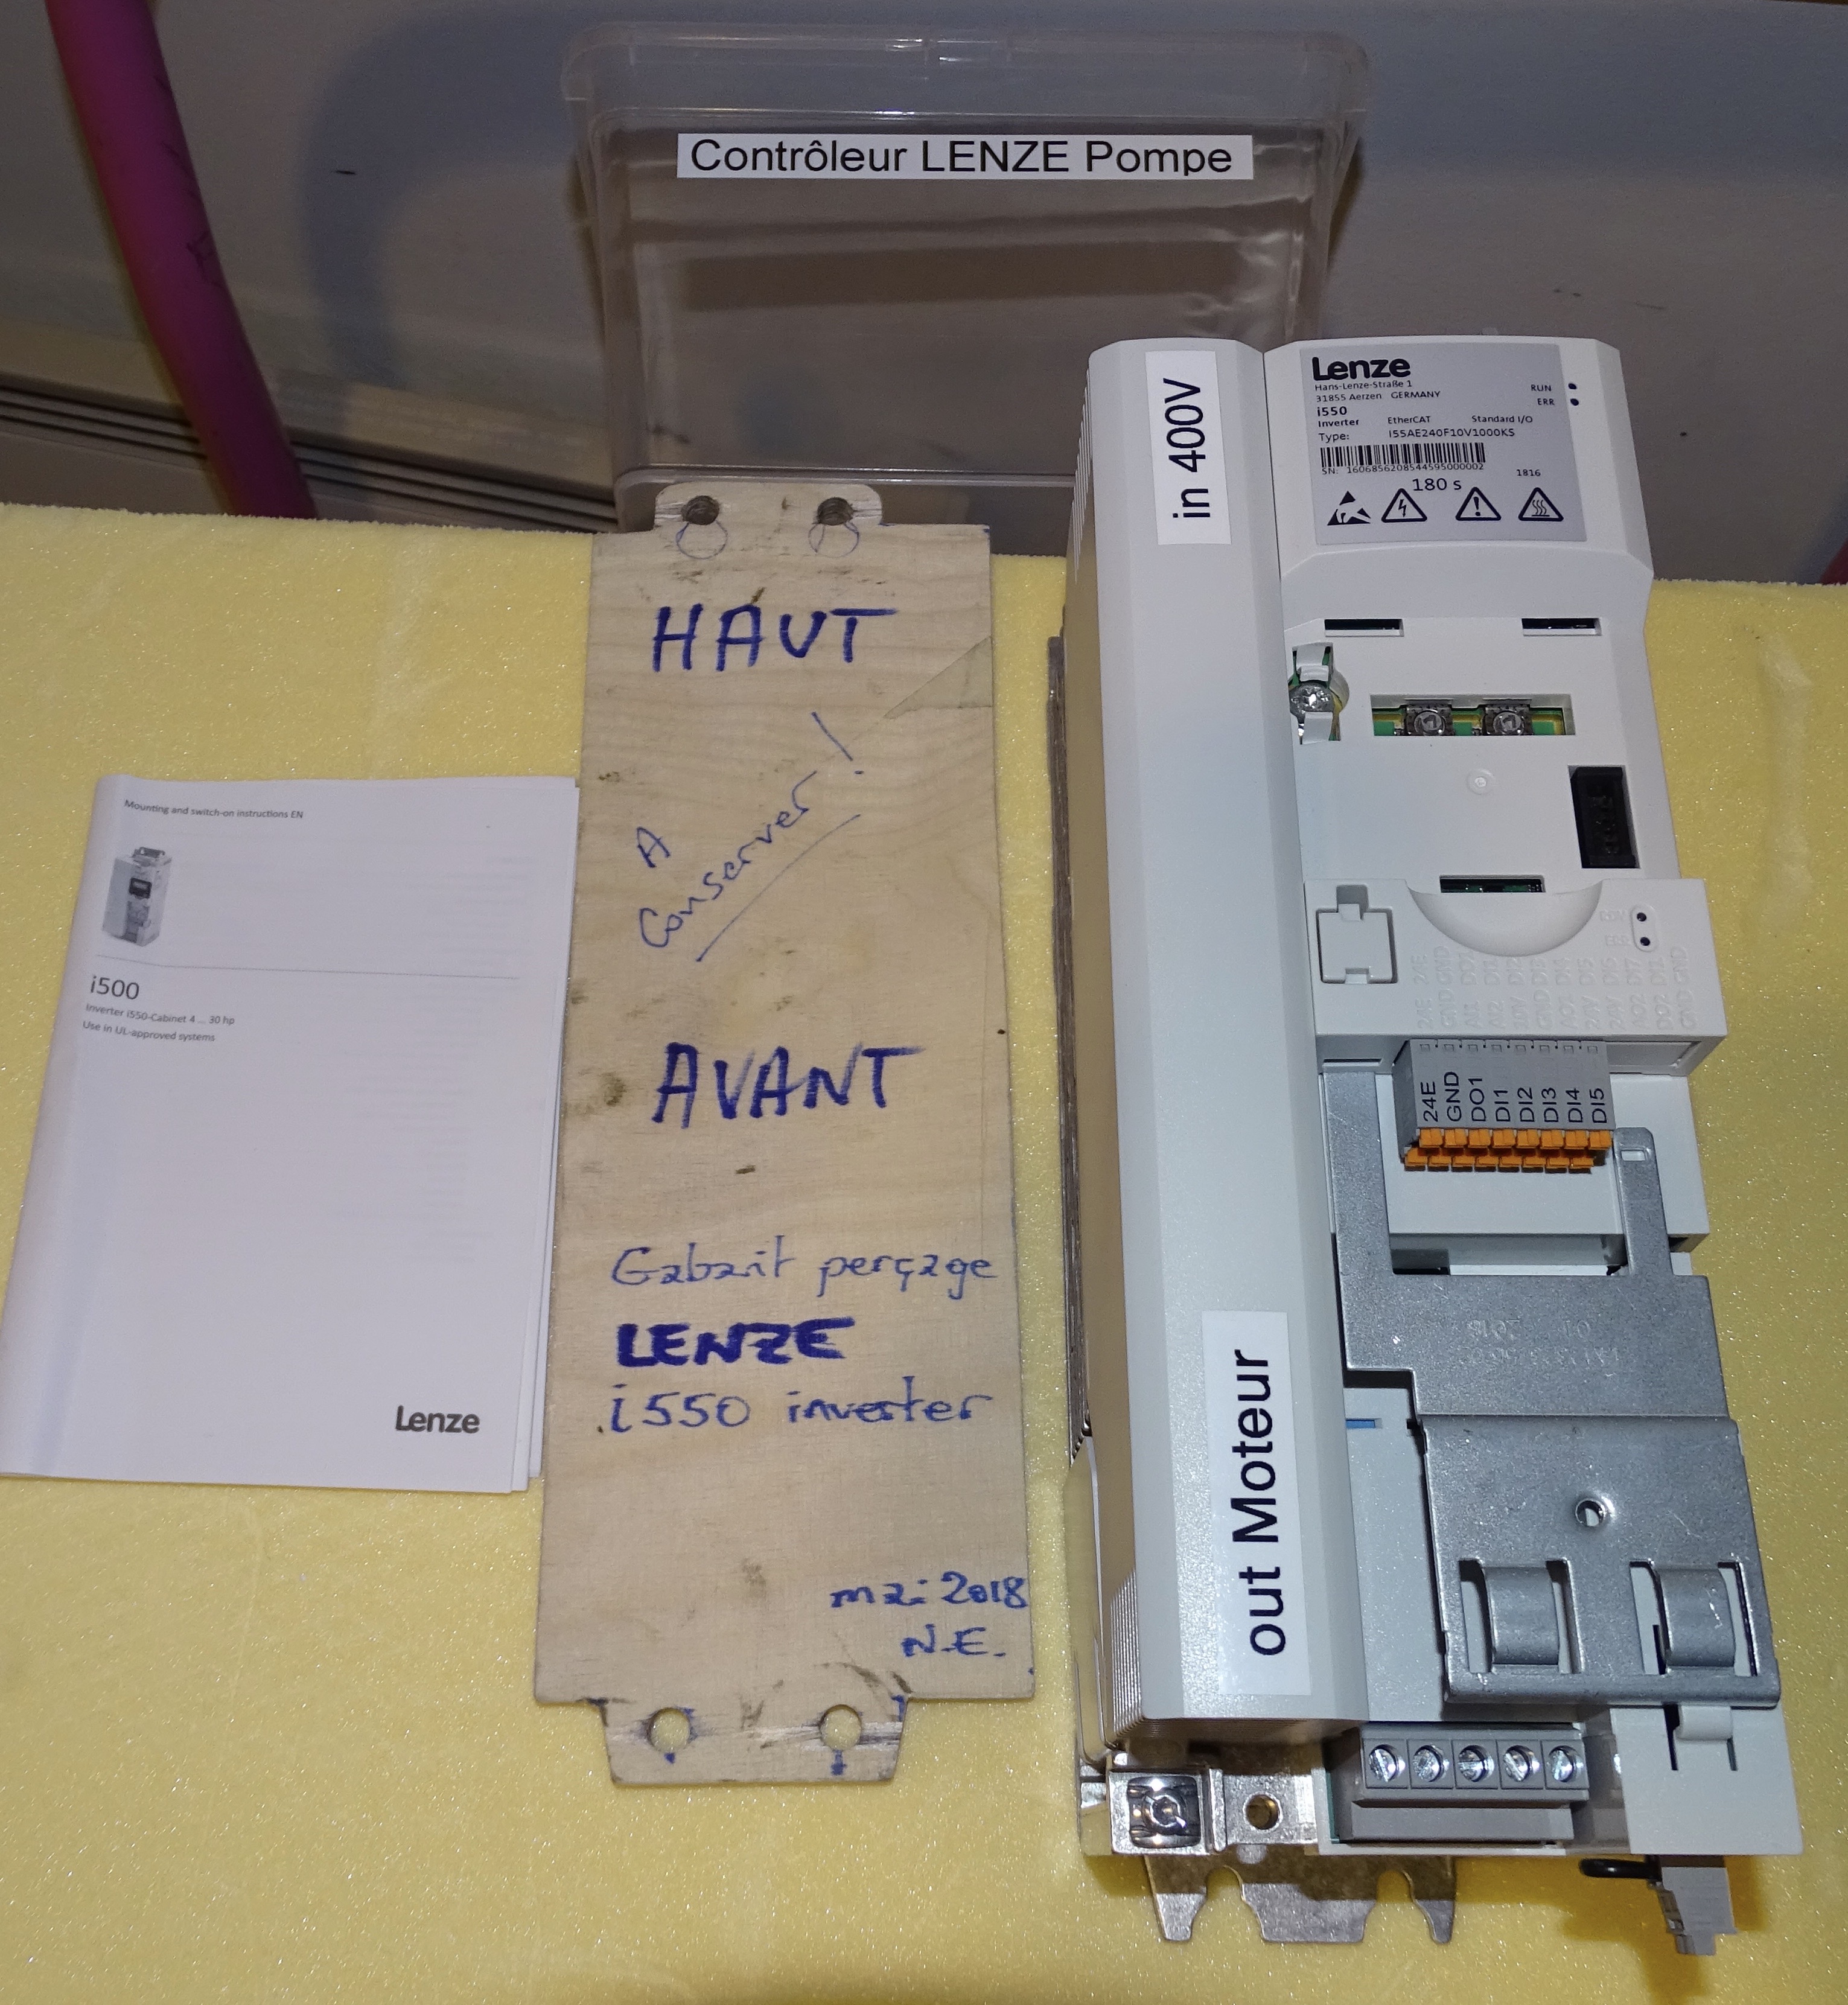 Contrôleur LENZE Pompe
Mounting and switch-on instructions EN
i500
Inverter i550-Cabinet 4 ... 30 hp
Use in UL-approved systems
Lenze
HAUT
A
Conserver !
AVANT
Gabarit perçage
LENZE
i550 inverter
mai 2018
N.E.
in 400V
out Moteur
Lenze
Hans-Lenze-Straße 1
31855 Aerzen GERMANY
RUN
ERR
i550
Inverter EtherCAT Standard I/O
Type: I55AE240F10V1000KS
SN: 1606856208544595000002 1816
180 s
24E
GND
DO1
DI1
DI2
DI3
DI4
DI5